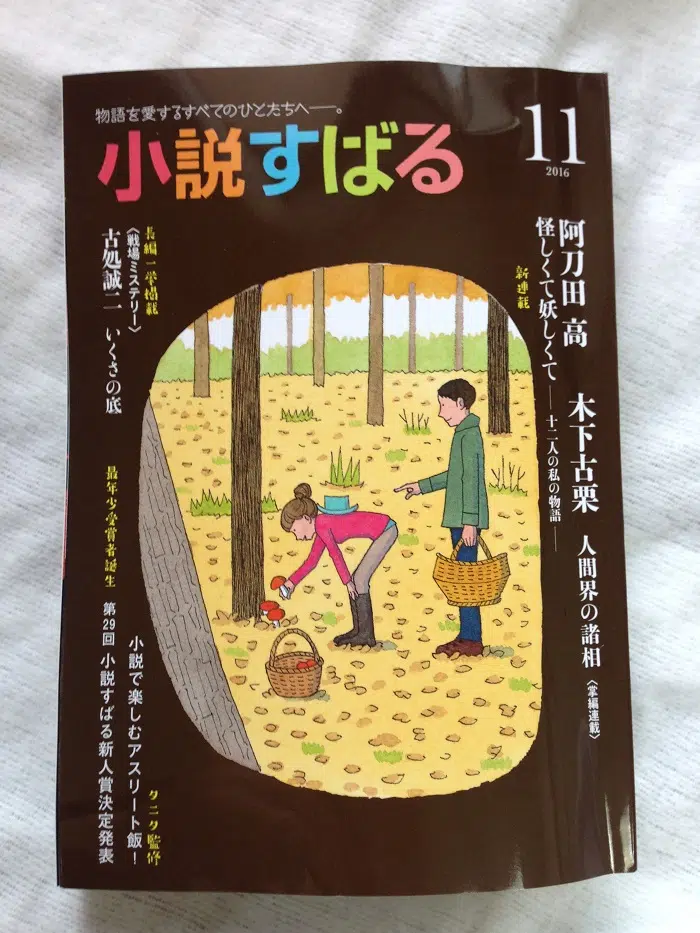 物語を愛するすべてのひとたちへ──。
小説すばる
11
2016
新連載
阿刀田 高
怪しくて妖しくて
──十二人の私の物語──
木下古栗 人間界の諸相〈掌編連載〉
長編一挙掲載
〈戦場ミステリー〉
古処誠二 いくさの底
最年少受賞者誕生
第29回 小説すばる新人賞決定発表
小説で楽しむアスリート飯!
タニタ監修